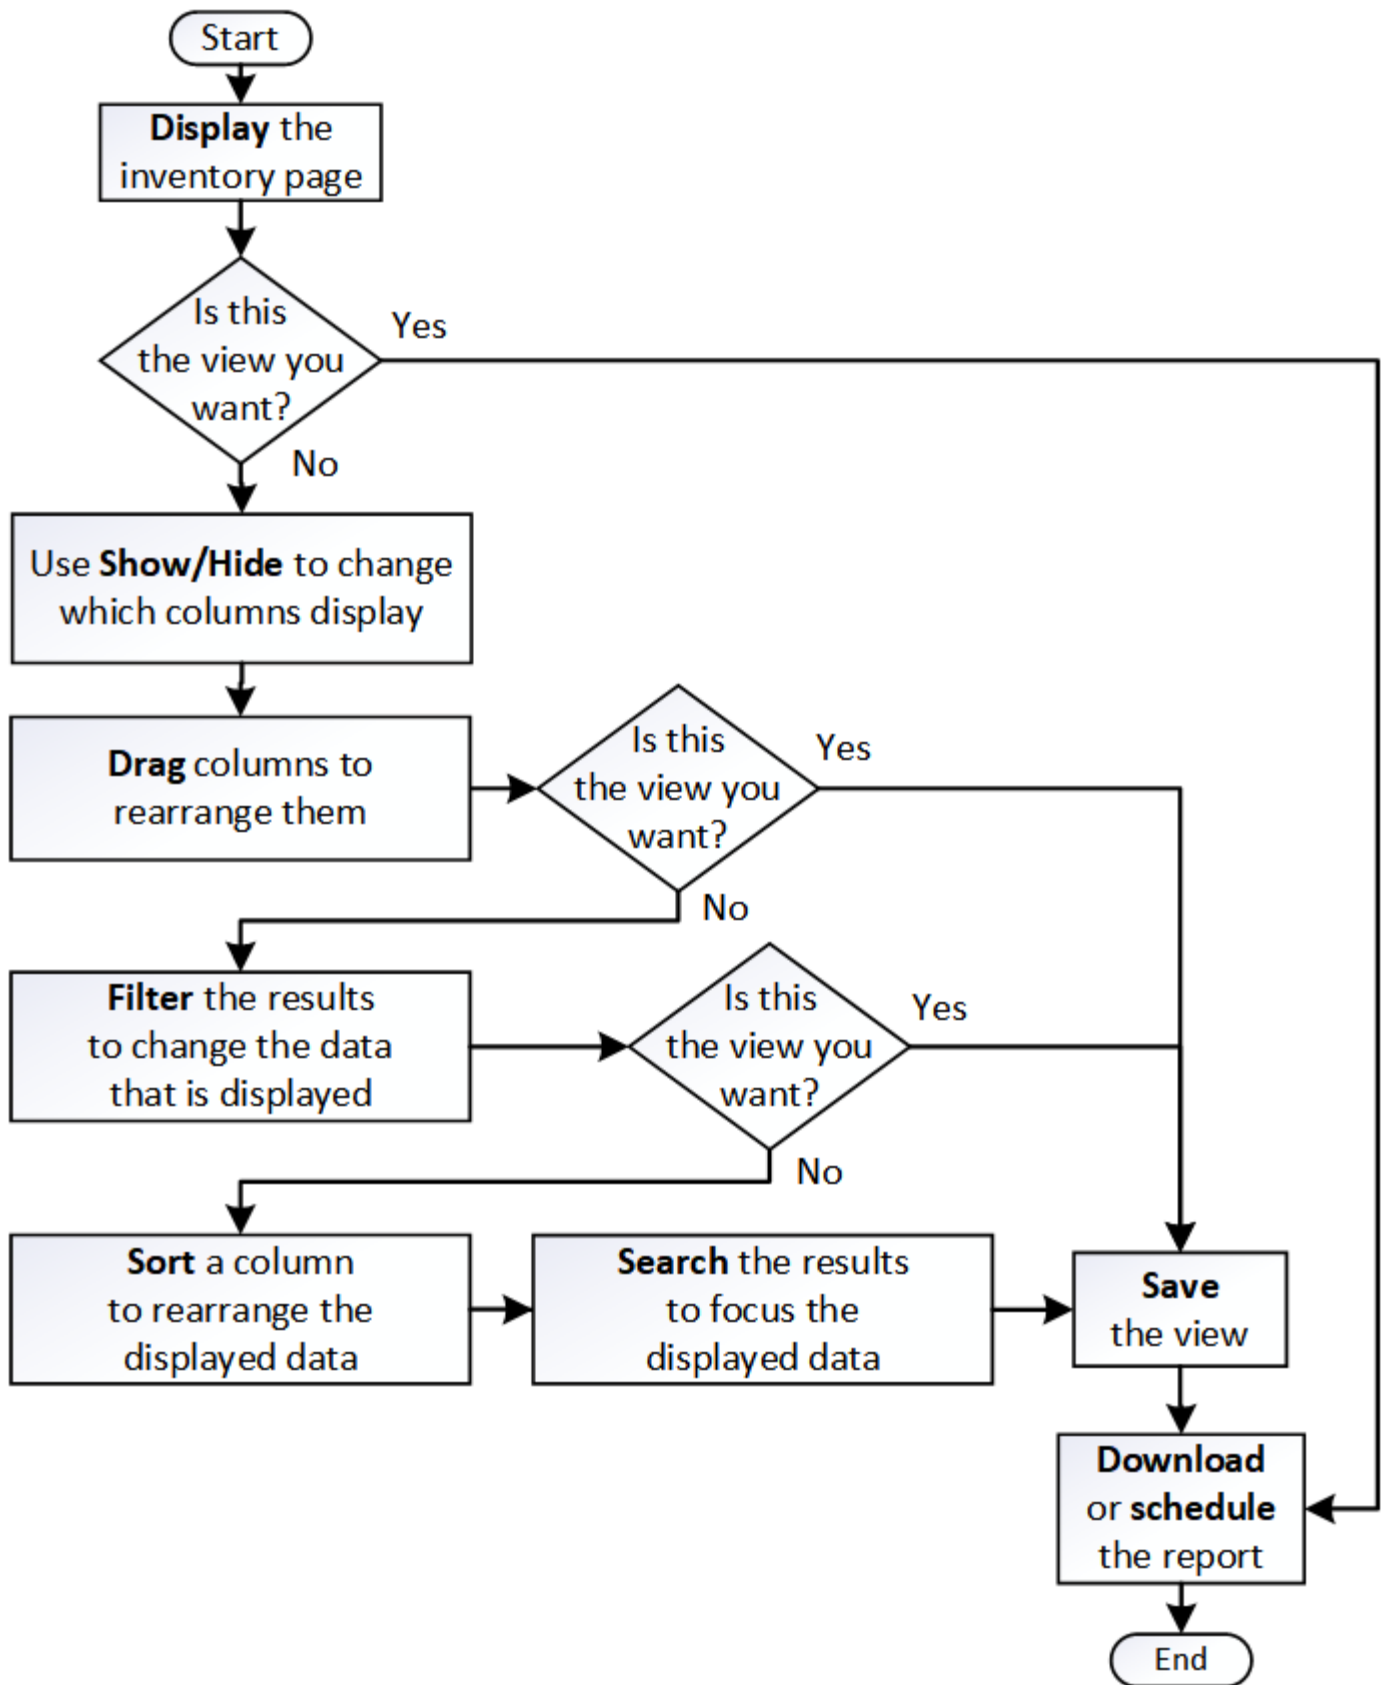 Start
Display the
inventory page
Is this
the view you
want?
Yes
No
Use Show/Hide to change
which columns display
Drag columns to
rearrange them
Is this
the view you
want?
Yes
No
Filter the results
to change the data
that is displayed
Is this
the view you
want?
Yes
No
Sort a column
to rearrange the
displayed data
Search the results
to focus the
displayed data
Save
the view
Download
or schedule
the report
End